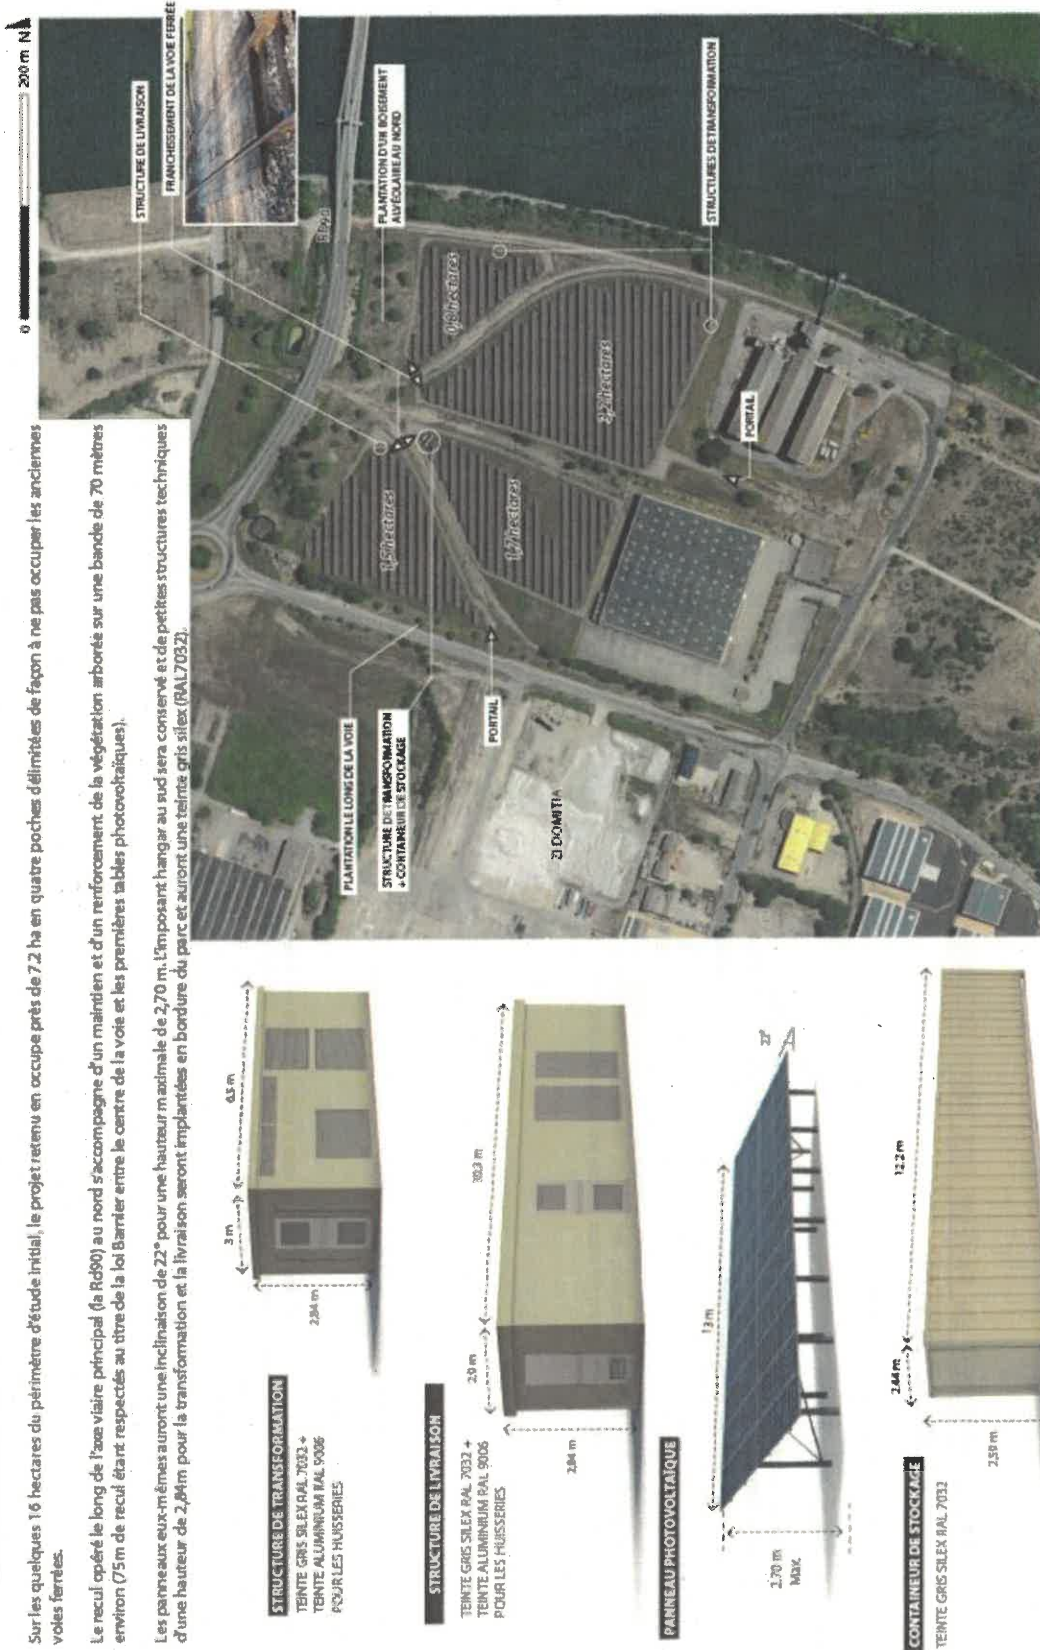 Sur les quelques 16 hectares du périmètre d'étude initial, le projet retenu en occupe près de 7,2 ha en quatre poches délimitées de façon à ne pas occuper les anciennes
voies ferrées.
Le recul opéré le long de l'axe viaire principal (la Rd90) au nord s'accompagne d'un maintien et d'un renforcement de la végétation arborée sur une bande de 70 mètres
environ (75m de recul étant respectés au titre de la loi Barnier entre le centre de la voie et les premières tables photovoltaïques).
Les panneaux eux-mêmes auront une inclinaison de 22° pour une hauteur maximale de 2,70 m. L'imposant hangar au sud sera conservé et de petites structures techniques
d'une hauteur de 2,84m pour la transformation et la livraison seront implantées en bordure du parc et auront une teinte gris silex (RAL7032).
0 200 m N
STRUCTURE DE LIVRAISON
FRANCHISSEMENT DE LA VOIE FERRÉE
PLANTATION D'UN BOISEMENT
ALVÉOLAIRE AU NORD
STRUCTURES DE TRANSFORMATION
0,8 hectares
3,2 hectares
1,5 hectares
1,7 hectares
PORTAIL
PLANTATION LE LONG DE LA VOIE
STRUCTURE DE TRANSFORMATION
+ CONTAINEUR DE STOCKAGE
PORTAIL
ZI DOMITIA
STRUCTURE DE TRANSFORMATION
TEINTE GRIS SILEX RAL 7032 +
TEINTE ALUMINIUM RAL 9006
POUR LES HUISSERIES
2,84 m
3 m
6,5 m
STRUCTURE DE LIVRAISON
TEINTE GRIS SILEX RAL 7032 +
TEINTE ALUMINIUM RAL 9006
POUR LES HUISSERIES
2,84 m
PANNEAU PHOTOVOLTAÏQUE
2,70 m
Max.
13 m
22°
CONTAINEUR DE STOCKAGE
TEINTE GRIS SILEX RAL 7032
2,59 m
2,44 m
12,2 m